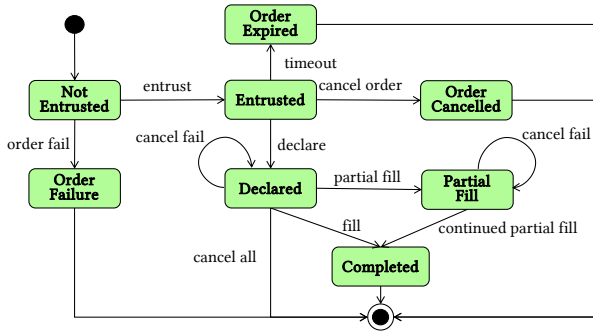 Order
Expired
timeout
Not
Entrusted
entrust
Entrusted
cancel order
Order
Cancelled
order fail
cancel fail
declare
cancel fail
Order
Failure
Declared
partial fill
Partial
Fill
fill
continued partial fill
cancel all
Completed